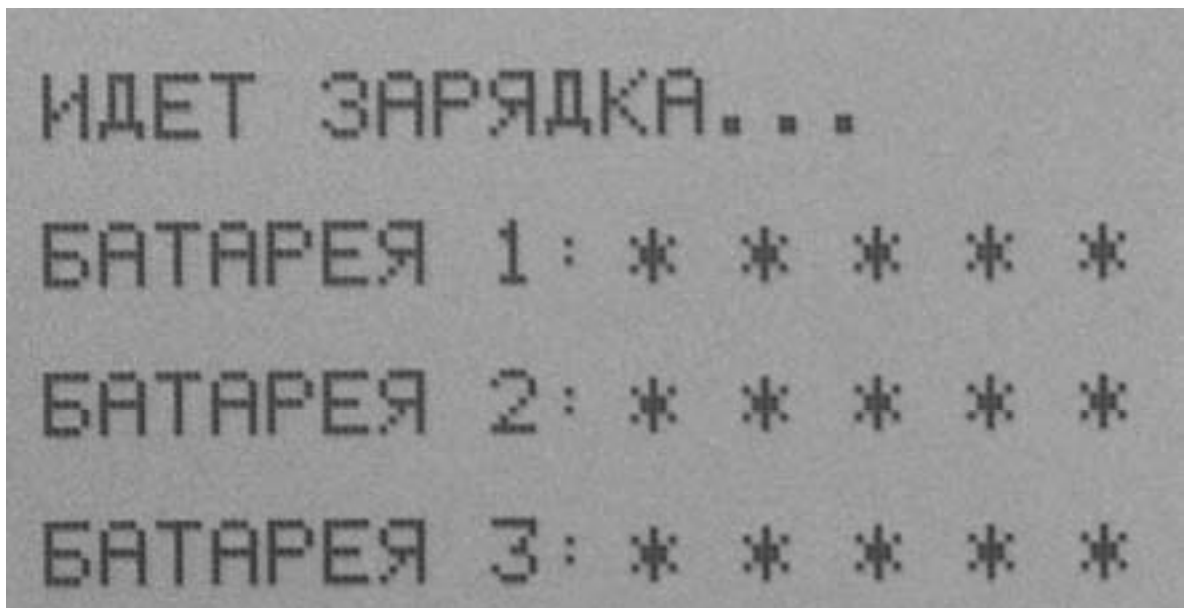 ИДЕТ ЗАРЯДКА...
БАТАРЕЯ 1: * * * * *
БАТАРЕЯ 2: * * * * *
БАТАРЕЯ 3: * * * * *